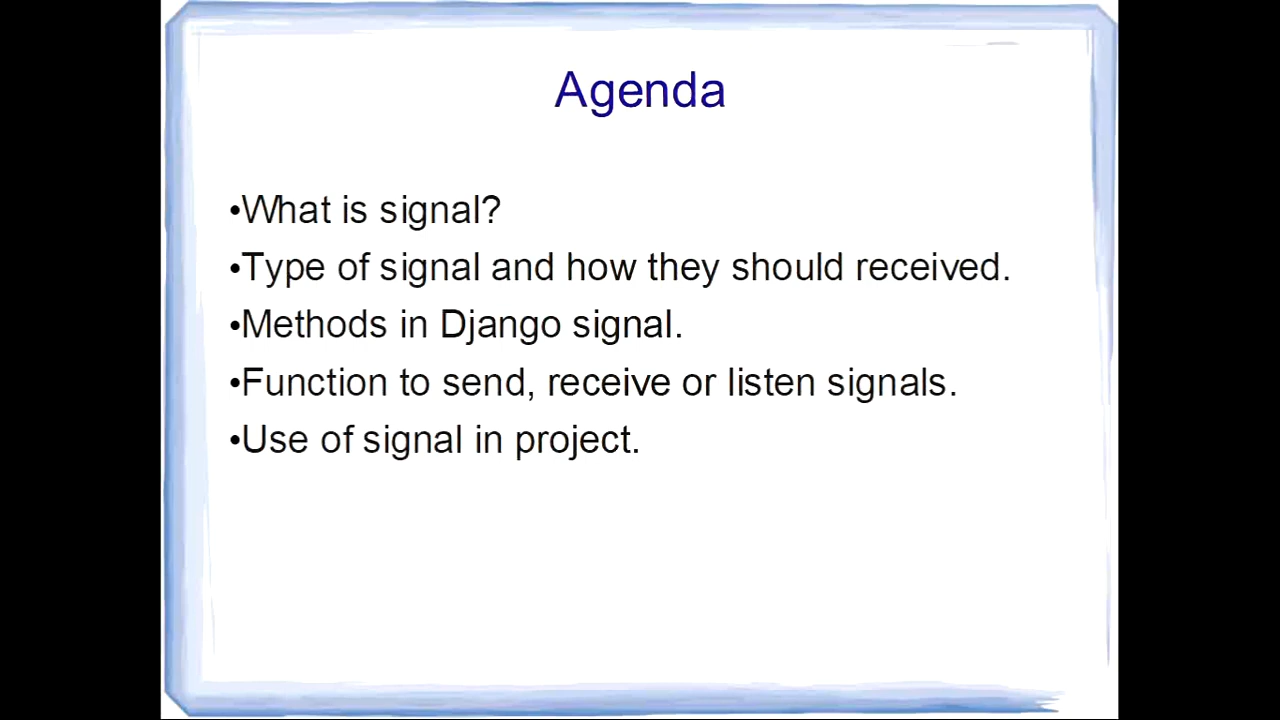 Agenda
•What is signal?
•Type of signal and how they should received.
•Methods in Django signal.
•Function to send, receive or listen signals.
•Use of signal in project.